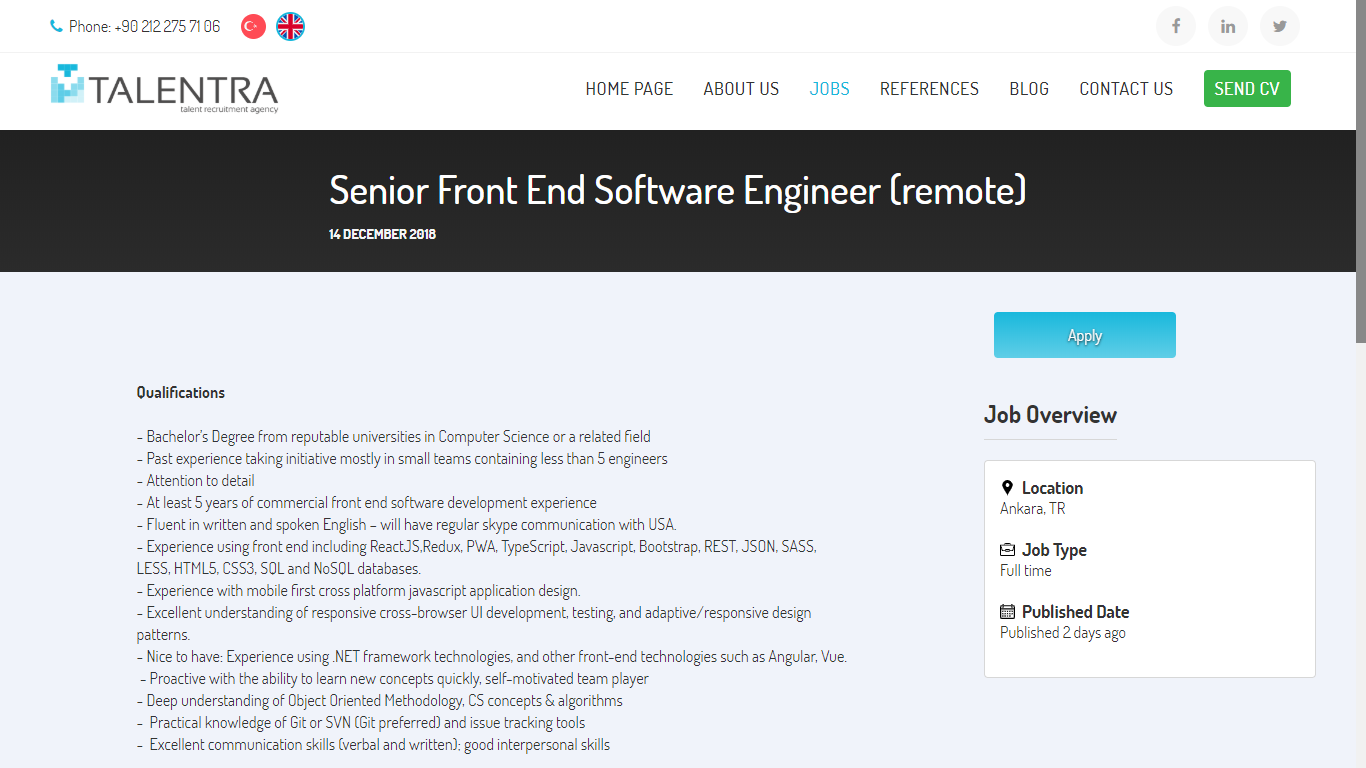 Phone: +90 212 275 71 06
TALENTRA
talent recruitment agency
HOME PAGE
ABOUT US
JOBS
REFERENCES
BLOG
CONTACT US
SEND CV
Senior Front End Software Engineer (remote)
14 DECEMBER 2018
Apply
Qualifications
- Bachelor's Degree from reputable universities in Computer Science or a related field
- Past experience taking initiative mostly in small teams containing less than 5 engineers
- Attention to detail
- At least 5 years of commercial front end software development experience
- Fluent in written and spoken English – will have regular skype communication with USA.
- Experience using front end including ReactJS,Redux, PWA, TypeScript, Javascript, Bootstrap, REST, JSON, SASS,
LESS, HTML5, CSS3, SQL and NoSQL databases.
- Experience with mobile first cross platform javascript application design.
- Excellent understanding of responsive cross-browser UI development, testing, and adaptive/responsive design
patterns.
- Nice to have: Experience using .NET framework technologies, and other front-end technologies such as Angular, Vue.
- Proactive with the ability to learn new concepts quickly, self-motivated team player
- Deep understanding of Object Oriented Methodology, CS concepts & algorithms
- Practical knowledge of Git or SVN (Git preferred) and issue tracking tools
- Excellent communication skills (verbal and written); good interpersonal skills
Job Overview
Location
Ankara, TR
Job Type
Full time
Published Date
Published 2 days ago